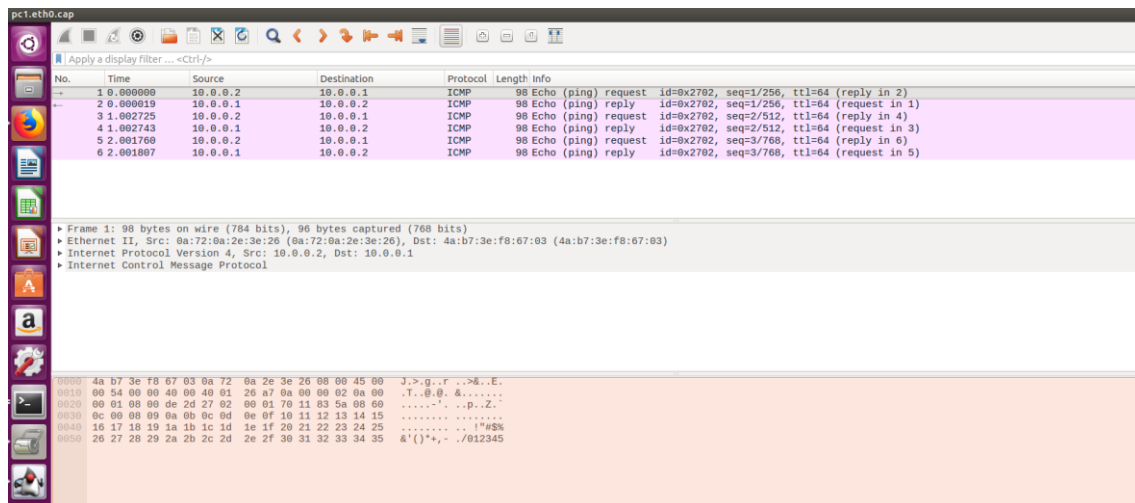 pc1.eth0.cap
Apply a display filter ... <Ctrl-/>
No. Time Source Destination Protocol Length Info
1 0.000000 10.0.0.2 10.0.0.1 ICMP 98 Echo (ping) request id=0x2702, seq=1/256, ttl=64 (reply in 2)
2 0.000019 10.0.0.1 10.0.0.2 ICMP 98 Echo (ping) reply id=0x2702, seq=1/256, ttl=64 (request in 1)
3 1.002725 10.0.0.2 10.0.0.1 ICMP 98 Echo (ping) request id=0x2702, seq=2/512, ttl=64 (reply in 4)
4 1.002743 10.0.0.1 10.0.0.2 ICMP 98 Echo (ping) reply id=0x2702, seq=2/512, ttl=64 (request in 3)
5 2.001760 10.0.0.2 10.0.0.1 ICMP 98 Echo (ping) request id=0x2702, seq=3/768, ttl=64 (reply in 6)
6 2.001807 10.0.0.1 10.0.0.2 ICMP 98 Echo (ping) reply id=0x2702, seq=3/768, ttl=64 (request in 5)
Frame 1: 98 bytes on wire (784 bits), 96 bytes captured (768 bits)
Ethernet II, Src: 0a:72:0a:2e:3e:26 (0a:72:0a:2e:3e:26), Dst: 4a:b7:3e:f8:67:03 (4a:b7:3e:f8:67:03)
Internet Protocol Version 4, Src: 10.0.0.2, Dst: 10.0.0.1
Internet Control Message Protocol
0000 4a b7 3e f8 67 03 0a 72 0a 2e 3e 26 08 00 45 00 J.>.g..r ..>&..E.
0010 00 54 00 00 40 00 40 01 26 a7 0a 00 00 02 0a 00 .T..@.@. &.......
0020 00 01 08 00 de 2d 27 02 00 01 70 11 83 5a 08 60 .....-'. ..p..Z.`
0030 0c 00 08 09 0a 0b 0c 0d 0e 0f 10 11 12 13 14 15 ........ ........
0040 16 17 18 19 1a 1b 1c 1d 1e 1f 20 21 22 23 24 25 ........ .. !"#$%
0050 26 27 28 29 2a 2b 2c 2d 2e 2f 30 31 32 33 34 35 &'()*+,- ./012345